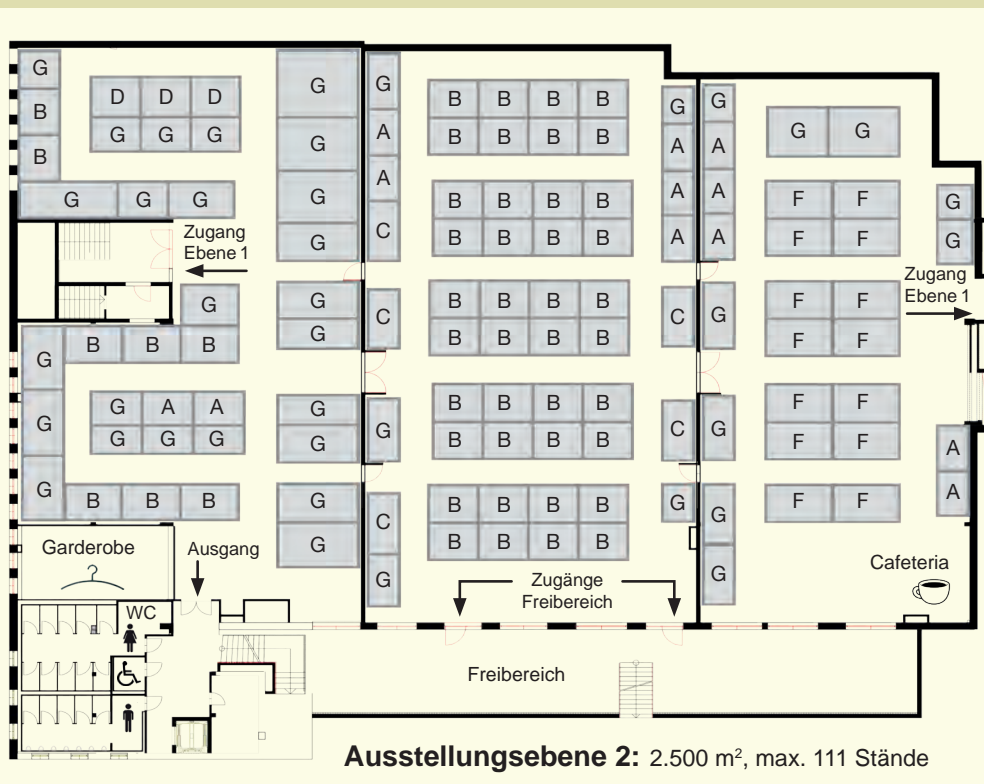 G
B
B
D D D
G G G
G G G
G
G
G
G
Zugang
Ebene 1
G
B B B
G
G
G
G A A
G G G
B B B
G
G
G
G
G
G
Garderobe
Ausgang
WC
G
A
A
C
C
G
C
G
B B B B
B B B B
B B B B
B B B B
B B B B
B B B B
B B B B
B B B B
B B B B
B B B B
G
A
A
A
C
C
G
Zugänge
Freibereich
Freibereich
G
A
A
A
G
G
G
G
G G
F F
F F
F F
F F
F F
F F
F F
G
G
Zugang
Ebene 1
A
A
Cafeteria
Ausstellungsebene 2: 2.500 m², max. 111 Stände